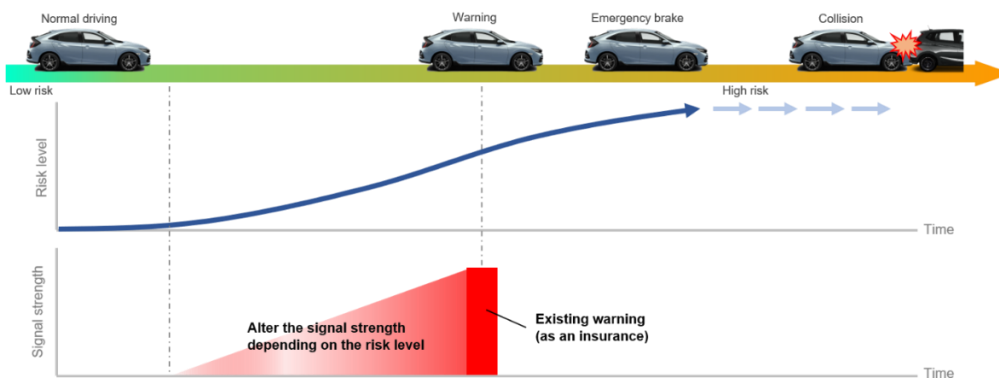 Normal driving
Warning
Emergency brake
Collision
Low risk
High risk
Risk level
Time
Signal strength
Alter the signal strength
depending on the risk level
Existing warning
(as an insurance)
Time